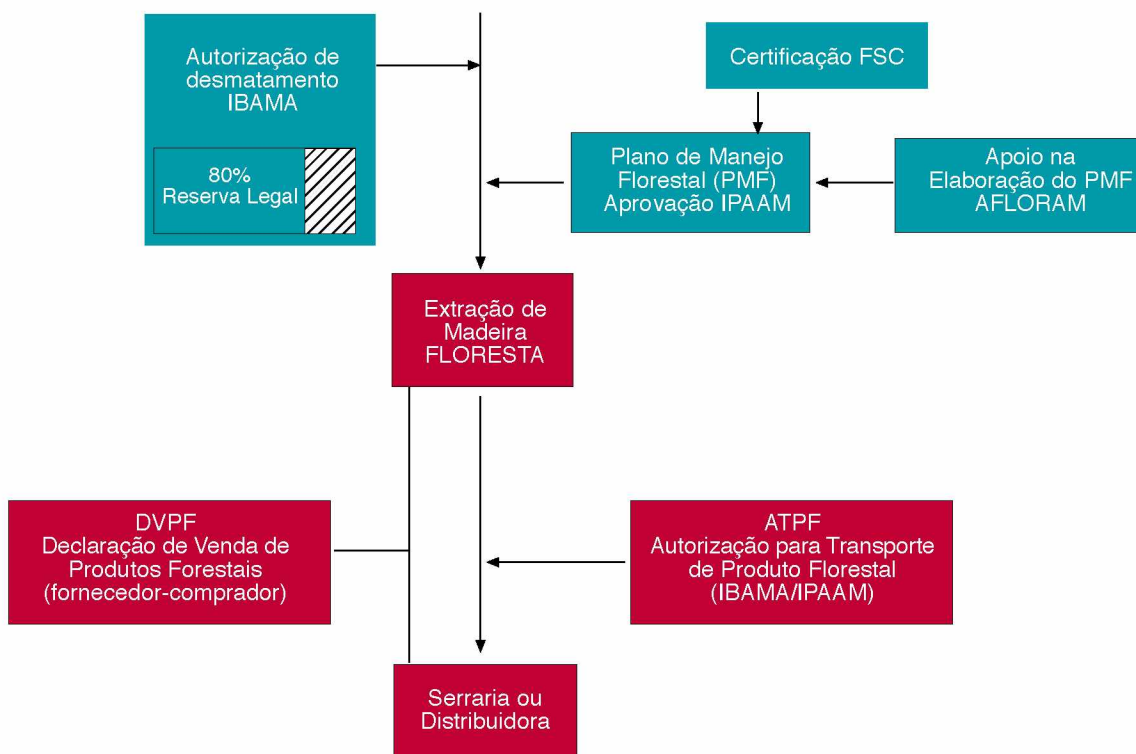 Autorização de
desmatamento
IBAMA
80%
Reserva Legal
Certificação FSC
Plano de Manejo
Florestal (PMF)
Aprovação IPAAM
Apoio na
Elaboração do PMF
AFLORAM
Extração de
Madeira
FLORESTA
DVPF
Declaração de Venda de
Produtos Forestais
(fornecedor-comprador)
ATPF
Autorização para Transporte
de Produto Florestal
(IBAMA/IPAAM)
Serraria ou
Distribuidora